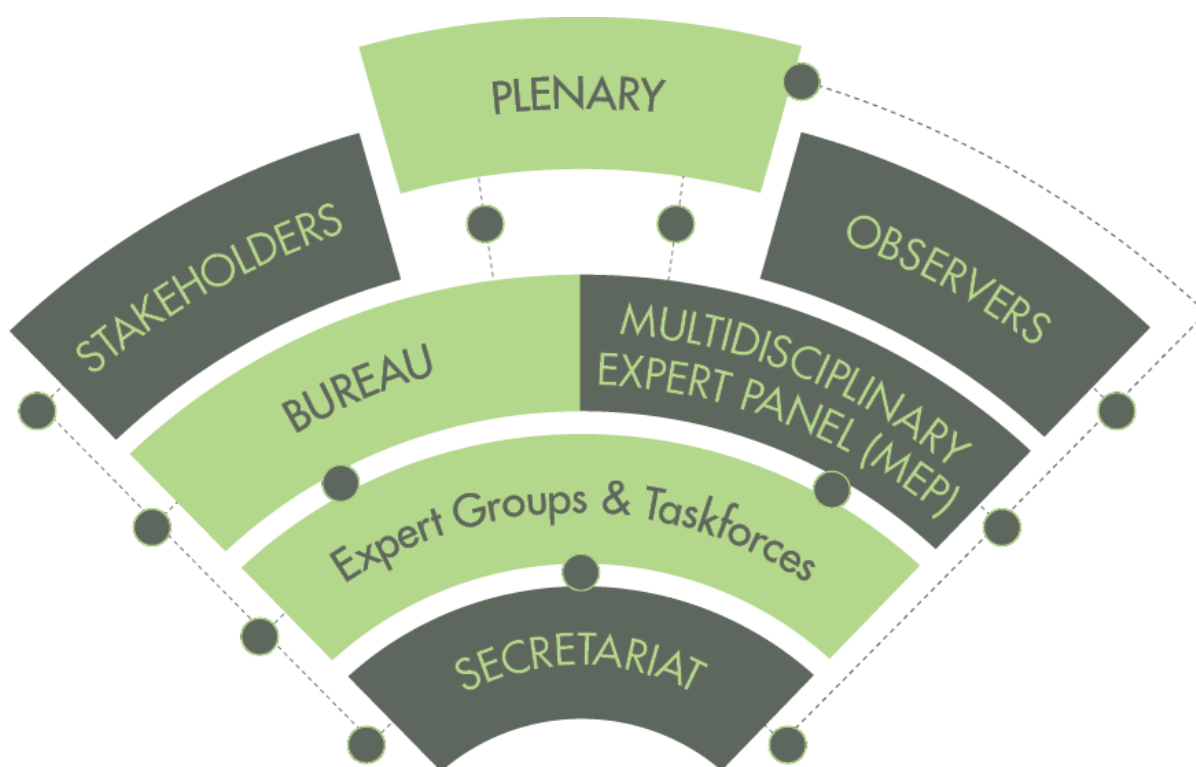 PLENARY
STAKEHOLDERS
OBSERVERS
BUREAU
MULTIDISCIPLINARY
EXPERT PANEL (MEP)
Expert Groups & Taskforces
SECRETARIAT